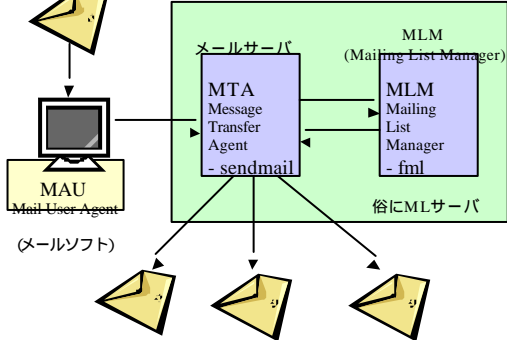 メールサーバ
MLM
(Mailing List Manager)
MTA
Message
Transfer
Agent
- sendmail
MLM
Mailing
List
Manager
- fml
MAU
Mail User Agent
(メールソフト)
俗にMLサーバ